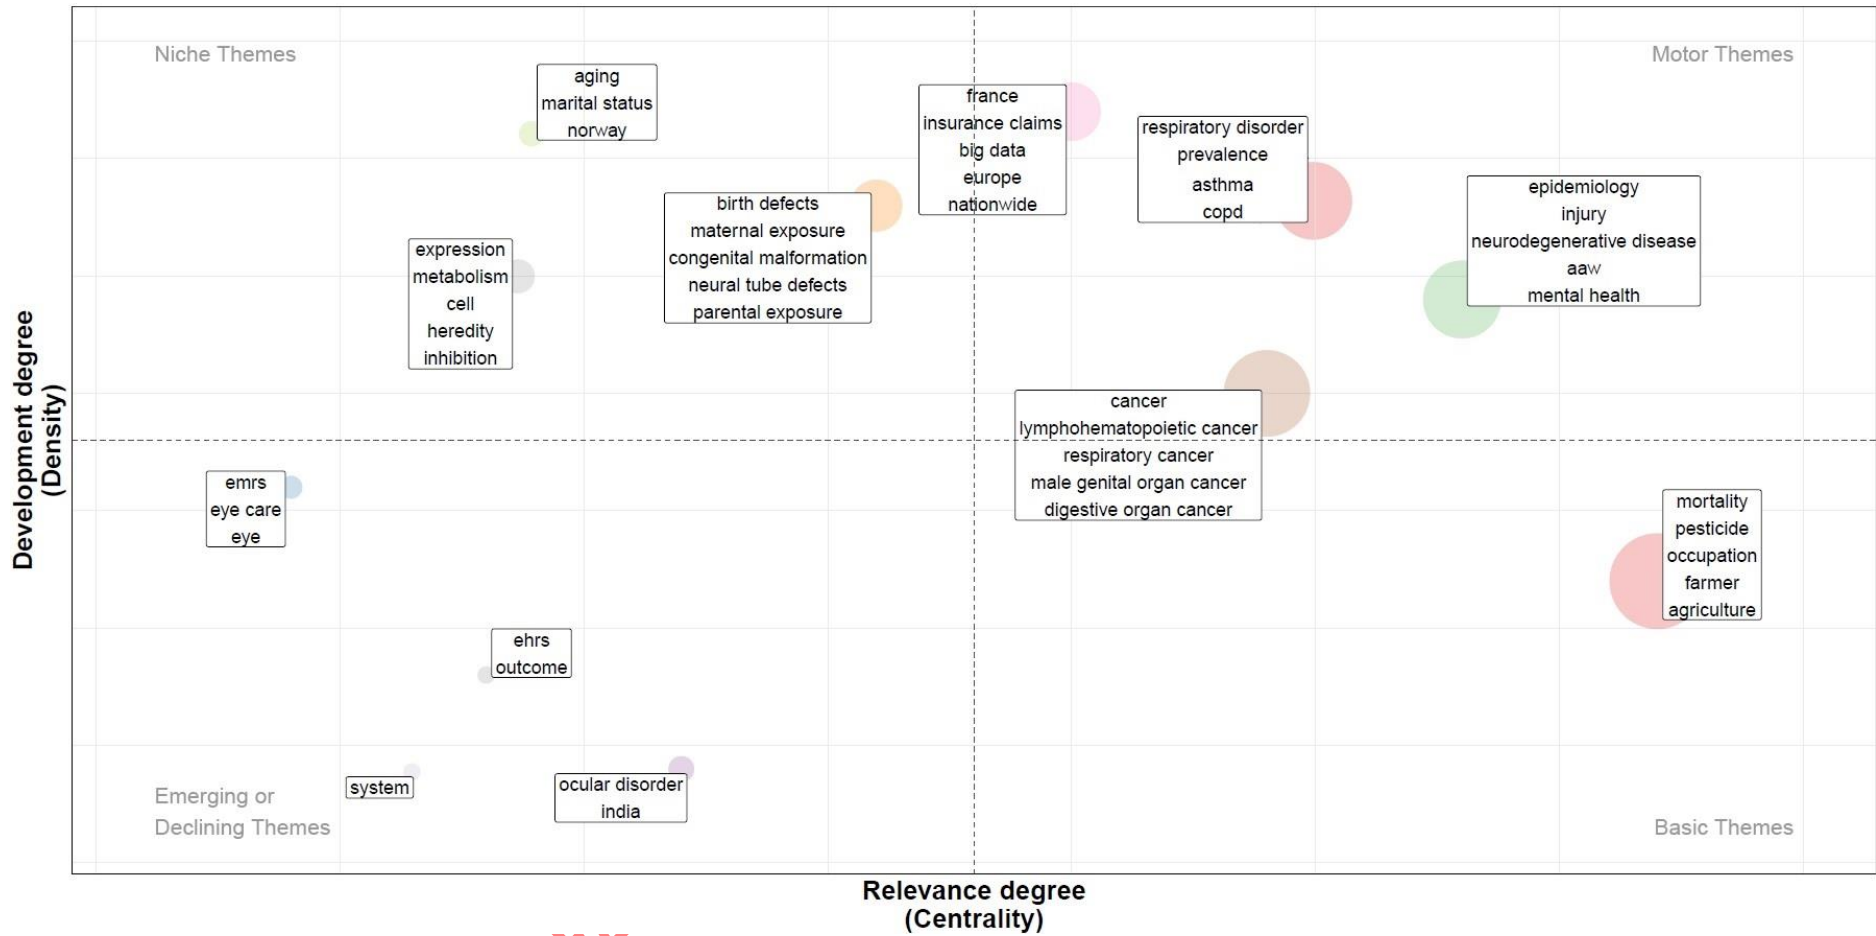 Niche Themes
Motor Themes
aging
marital status
norway
france
insurance claims
big data
europe
nationwide
respiratory disorder
prevalence
asthma
copd
epidemiology
injury
neurodegenerative disease
aaw
mental health
birth defects
maternal exposure
congenital malformation
neural tube defects
parental exposure
expression
metabolism
cell
heredity
inhibition
cancer
lymphohematopoietic cancer
respiratory cancer
male genital organ cancer
digestive organ cancer
emrs
eye care
eye
mortality
pesticide
occupation
farmer
agriculture
ehrs
outcome
system
ocular disorder
india
Emerging or
Declining Themes
Basic Themes
Development degree
(Density)
Relevance degree
(Centrality)